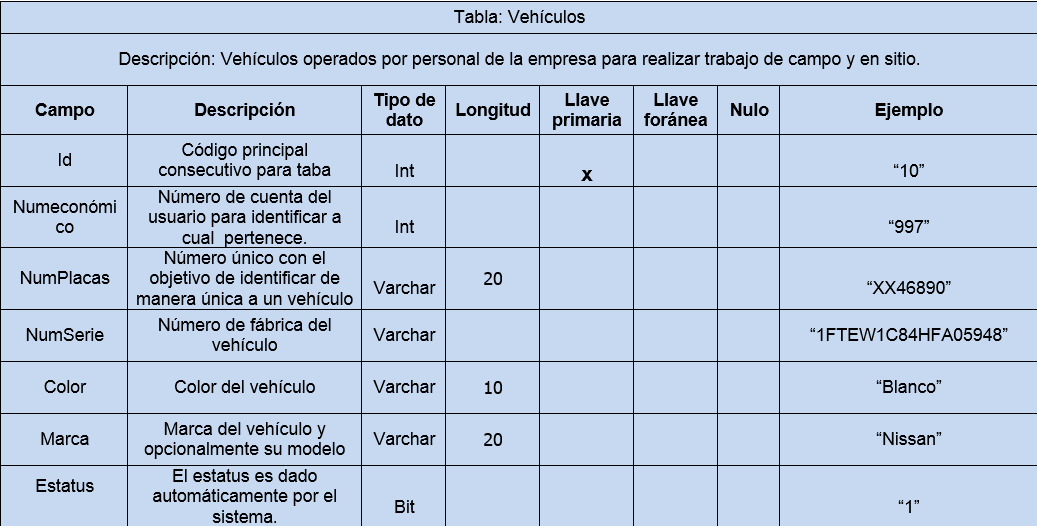 Tabla: Vehículos
Descripción: Vehículos operados por personal de la empresa para realizar trabajo de campo y en sitio.
Campo
Descripción
Tipo de
dato
Longitud
Llave
primaria
Llave
foránea
Nulo
Ejemplo
Id
Código principal
consecutivo para taba
Int
x
“10”
Numeconómi
co
Número de cuenta del
usuario para identificar a
cual pertenece.
Int
“997”
NumPlacas
Número único con el
objetivo de identificar de
manera única a un vehículo
Varchar
20
“XX46890”
NumSerie
Número de fábrica del
vehículo
Varchar
“1FTEW1C84HFA05948”
Color
Color del vehículo
Varchar
10
“Blanco”
Marca
Marca del vehículo y
opcionalmente su modelo
Varchar
20
“Nissan”
Estatus
El estatus es dado
automáticamente por el
sistema.
Bit
“1”